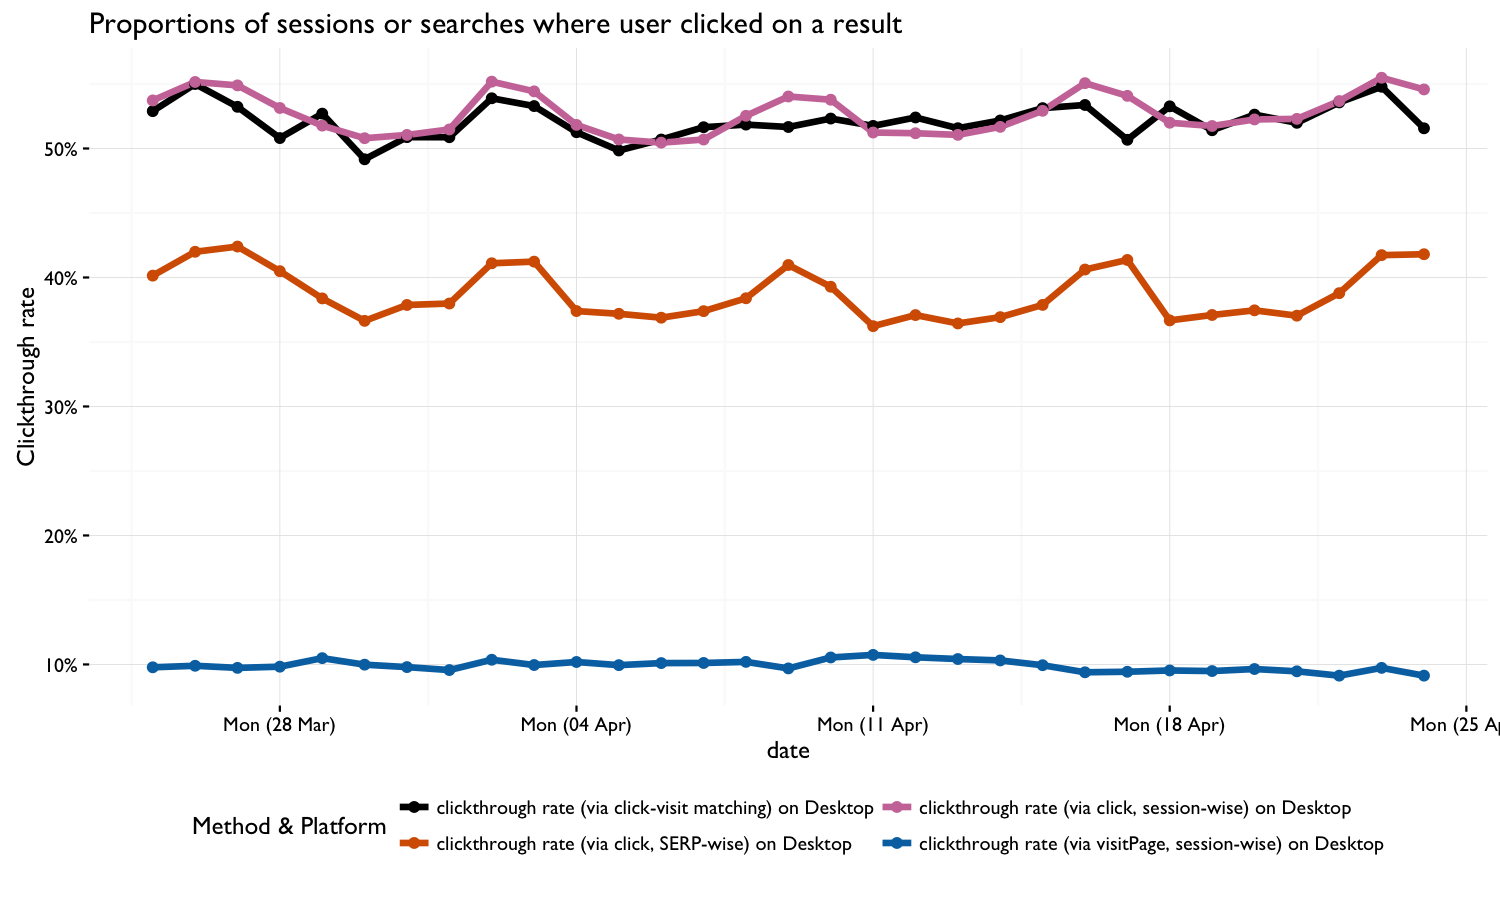 Proportions of sessions or searches where user clicked on a result
Clickthrough rate
50%
40%
30%
20%
10%
Mon (28 Mar) Mon (04 Apr) Mon (11 Apr) Mon (18 Apr) Mon (25 Ap
date
Method & Platform
clickthrough rate (via click-visit matching) on Desktop clickthrough rate (via click, session-wise) on Desktop
clickthrough rate (via click, SERP-wise) on Desktop clickthrough rate (via visitPage, session-wise) on Desktop